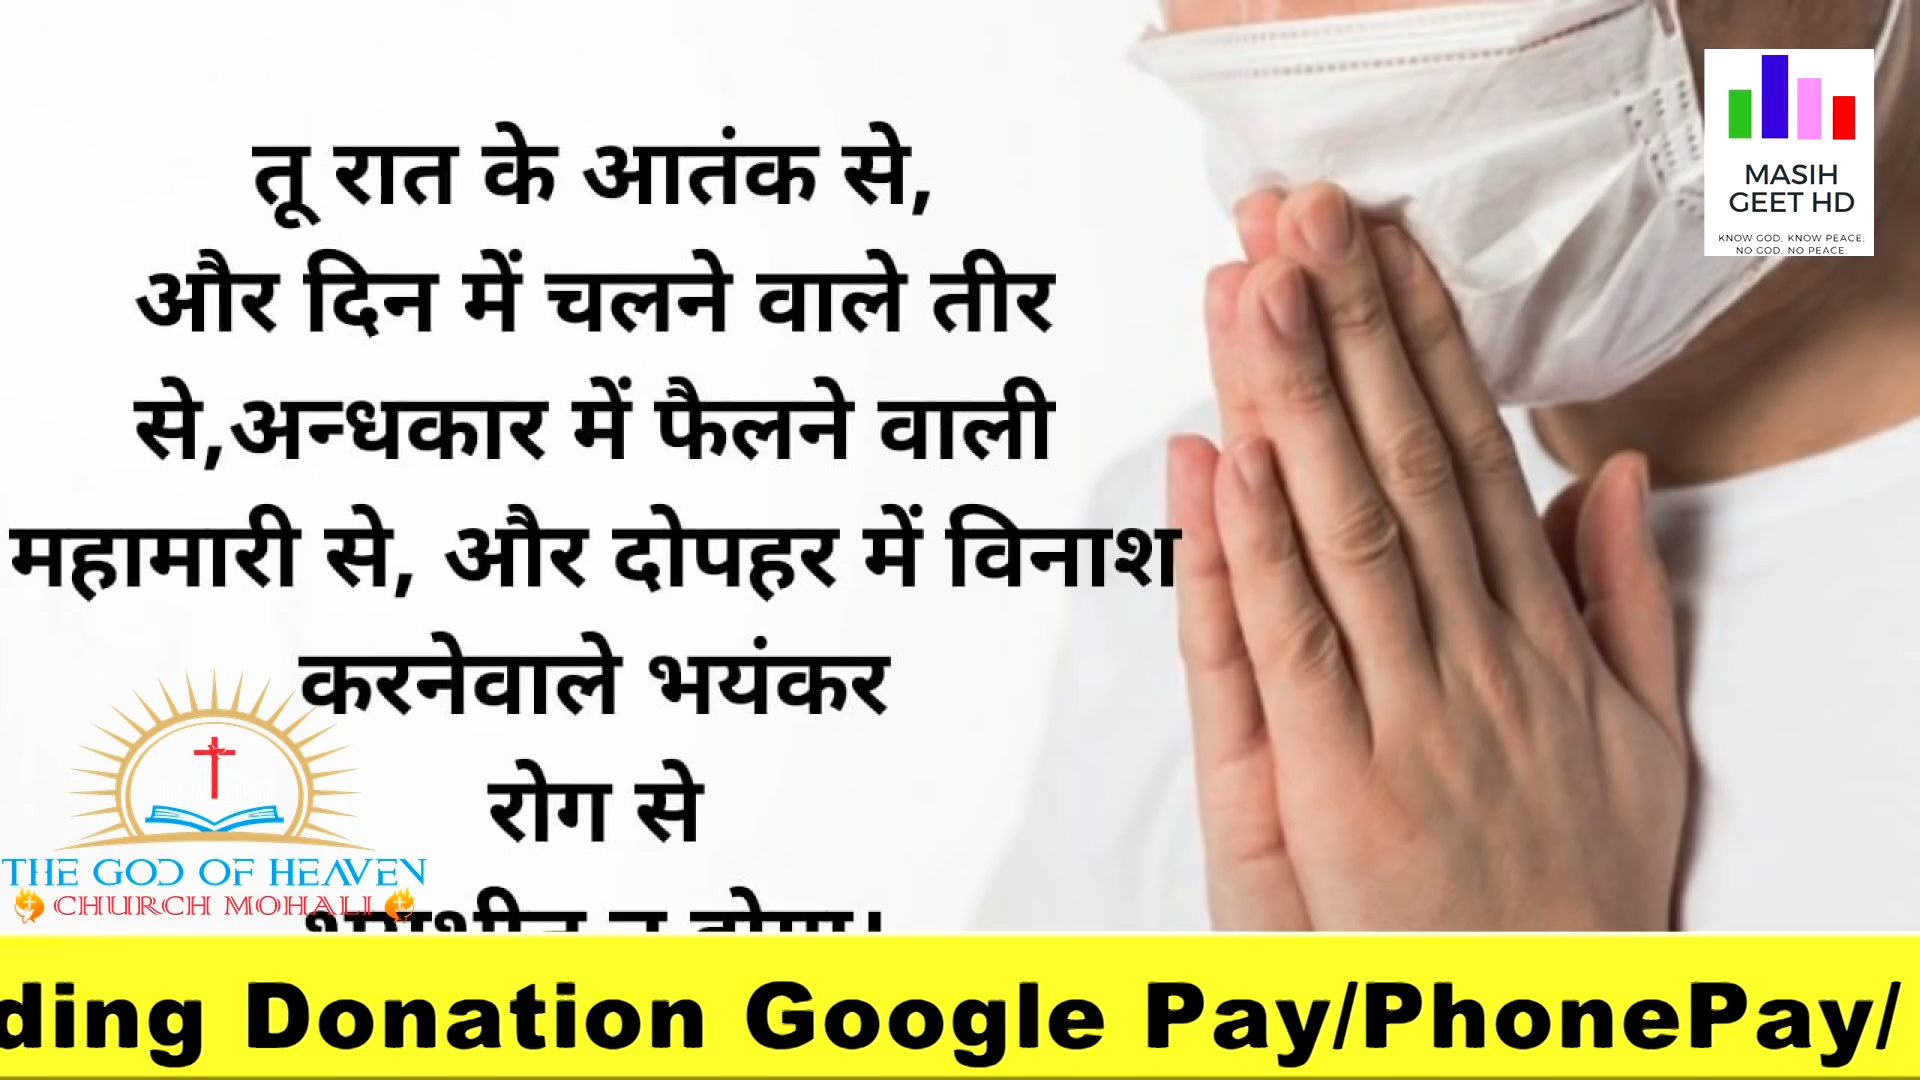 तू रात के आतंक से,
और दिन में चलने वाले तीर
से,अन्धकार में फैलने वाली
महामारी से, और दोपहर में विनाश
करनेवाले भयंकर
रोग से
MASIH
GEET HD
KNOW GOD, KNOW PEACE;
NO GOD, NO PEACE.
THE GOD OF HEAVEN
CHURCH MOHALI
ding Donation Google Pay/PhonePay/